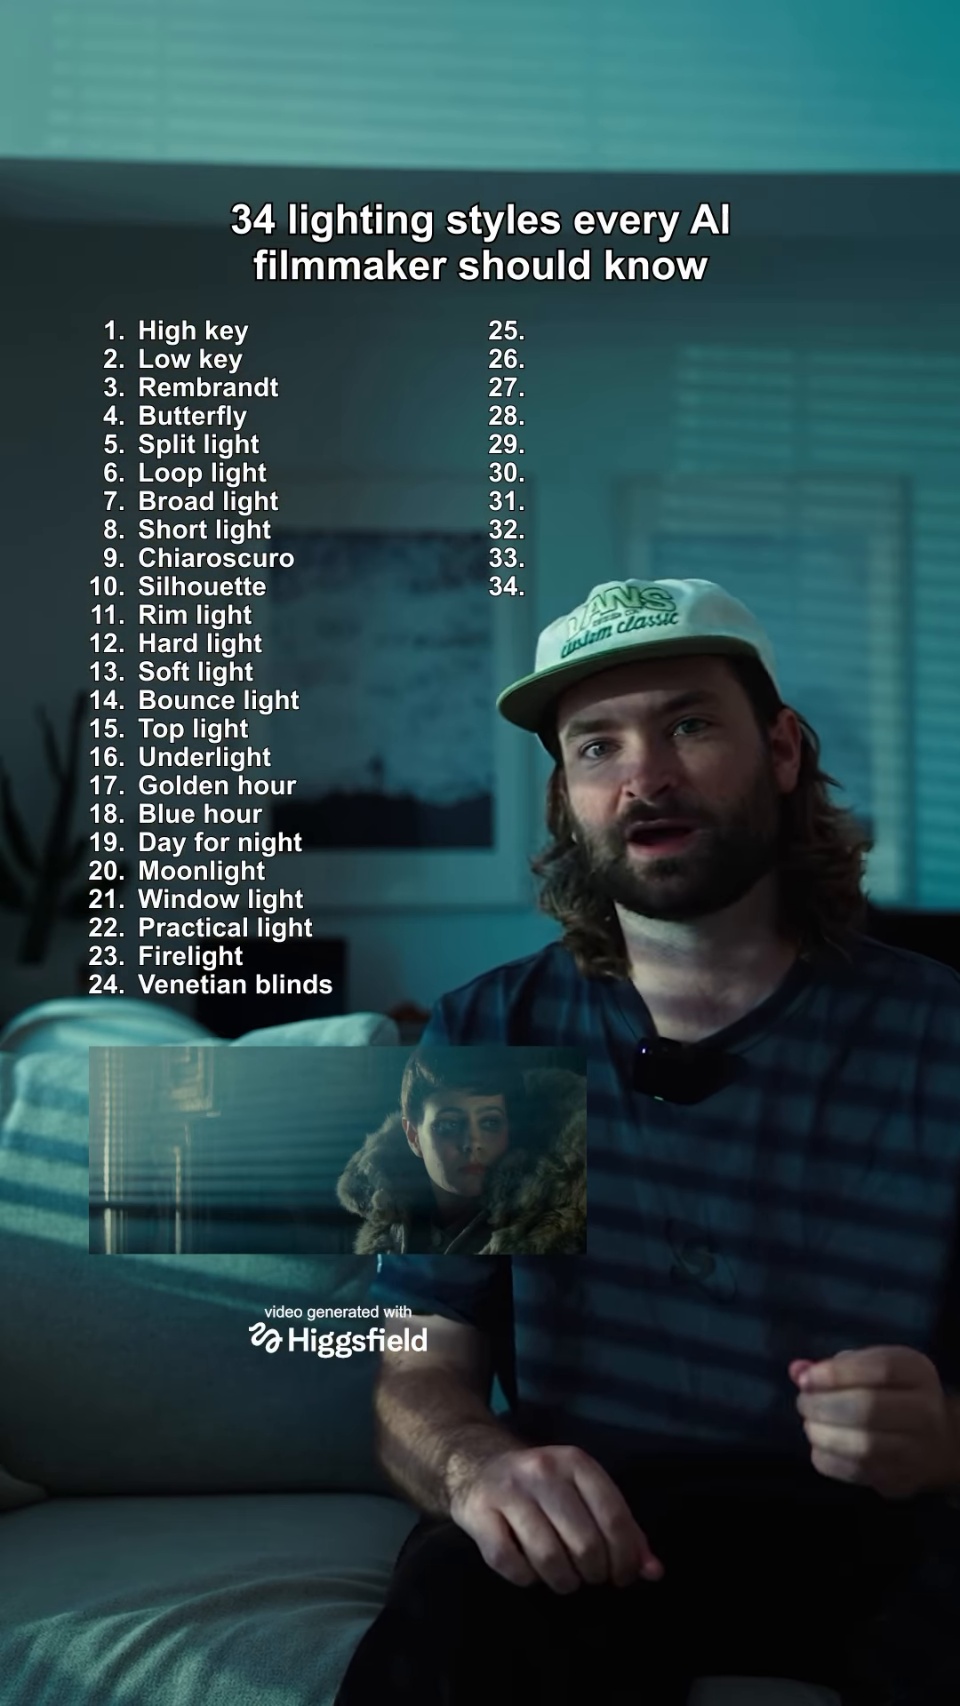 34 lighting styles every AI
filmmaker should know
1. High key
2. Low key
3. Rembrandt
4. Butterfly
5. Split light
6. Loop light
7. Broad light
8. Short light
9. Chiaroscuro
10. Silhouette
11. Rim light
12. Hard light
13. Soft light
14. Bounce light
15. Top light
16. Underlight
17. Golden hour
18. Blue hour
19. Day for night
20. Moonlight
21. Window light
22. Practical light
23. Firelight
24. Venetian blinds
25.
26.
27.
28.
29.
30.
31.
32.
33.
34.
VANS
custom classic
video generated with
Higgsfield